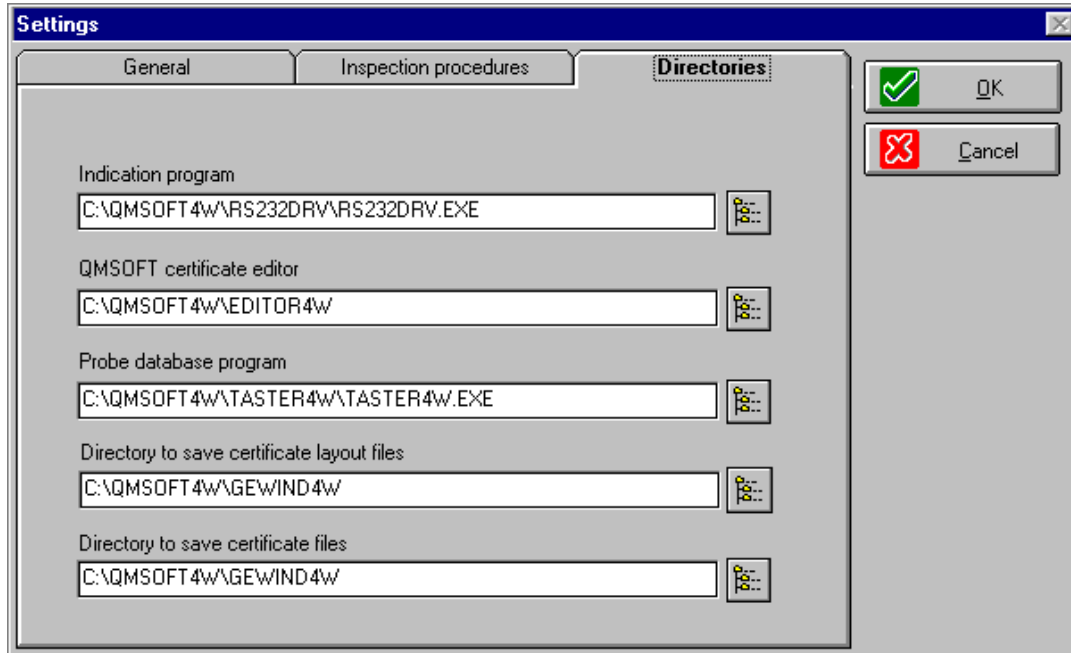 Settings
General
Inspection procedures
Directories
OK
Cancel
Indication program
C:\QMSOFT4W\RS232DRV\RS232DRV.EXE
QMSOFT certificate editor
C:\QMSOFT4W\EDITOR4W
Probe database program
C:\QMSOFT4W\TASTER4W\TASTER4W.EXE
Directory to save certificate layout files
C:\QMSOFT4W\GEWIND4W
Directory to save certificate files
C:\QMSOFT4W\GEWIND4W